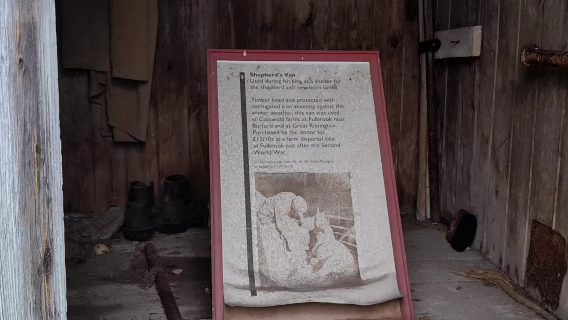 Shepherd's Van
Used during lambing as a shelter for
the shepherd and newborn lambs.
Timber lined and protected with
corrugated iron sheeting against the
winter weather, this van was used
at Cotswold farms at Fulbrook near
Burford and at Great Rissington.
Purchased by the donor for
£12/10s at a farm dispersal sale
at Fulbrook just after the Second
World War.